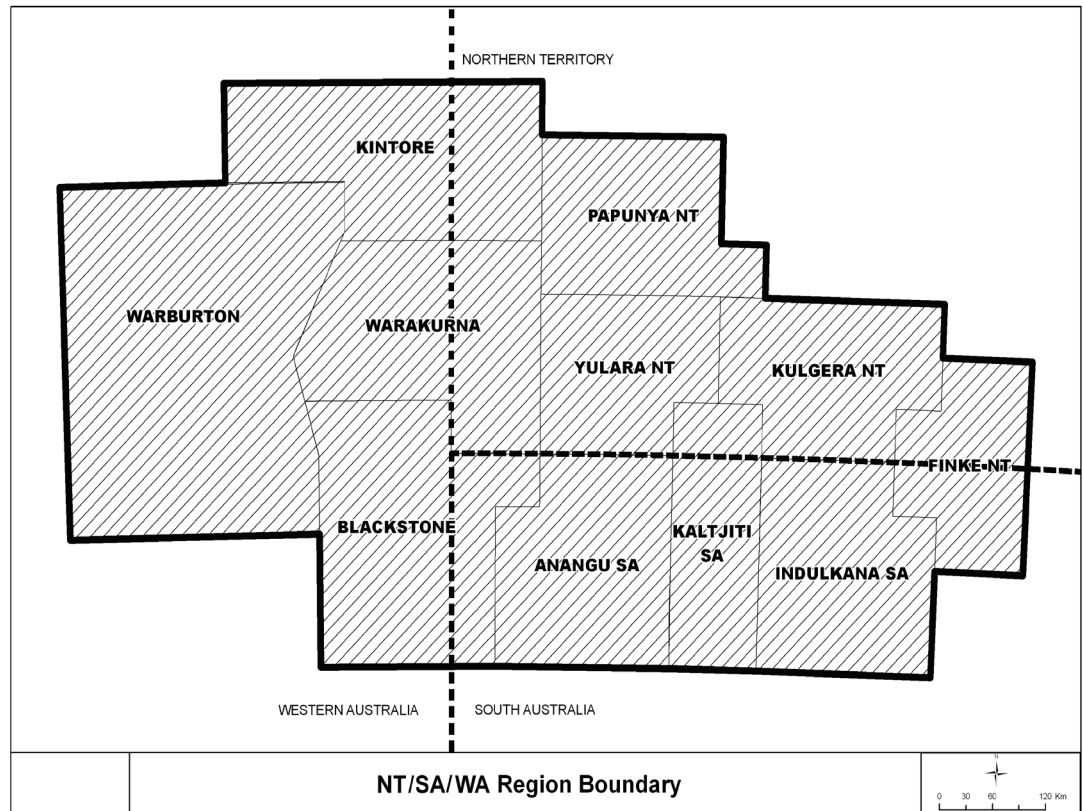 NORTHERN TERRITORY
KINTORE
PAPUNYA NT
WARBURTON
WARAKURNA
YULARA NT
KULGERA NT
FINKE NT
BLACKSTONE
KALTJITI
SA
ANANGU SA
INDULKANA SA
WESTERN AUSTRALIA
SOUTH AUSTRALIA
NT/SA/WA Region Boundary
N
0 30 60 120 Km